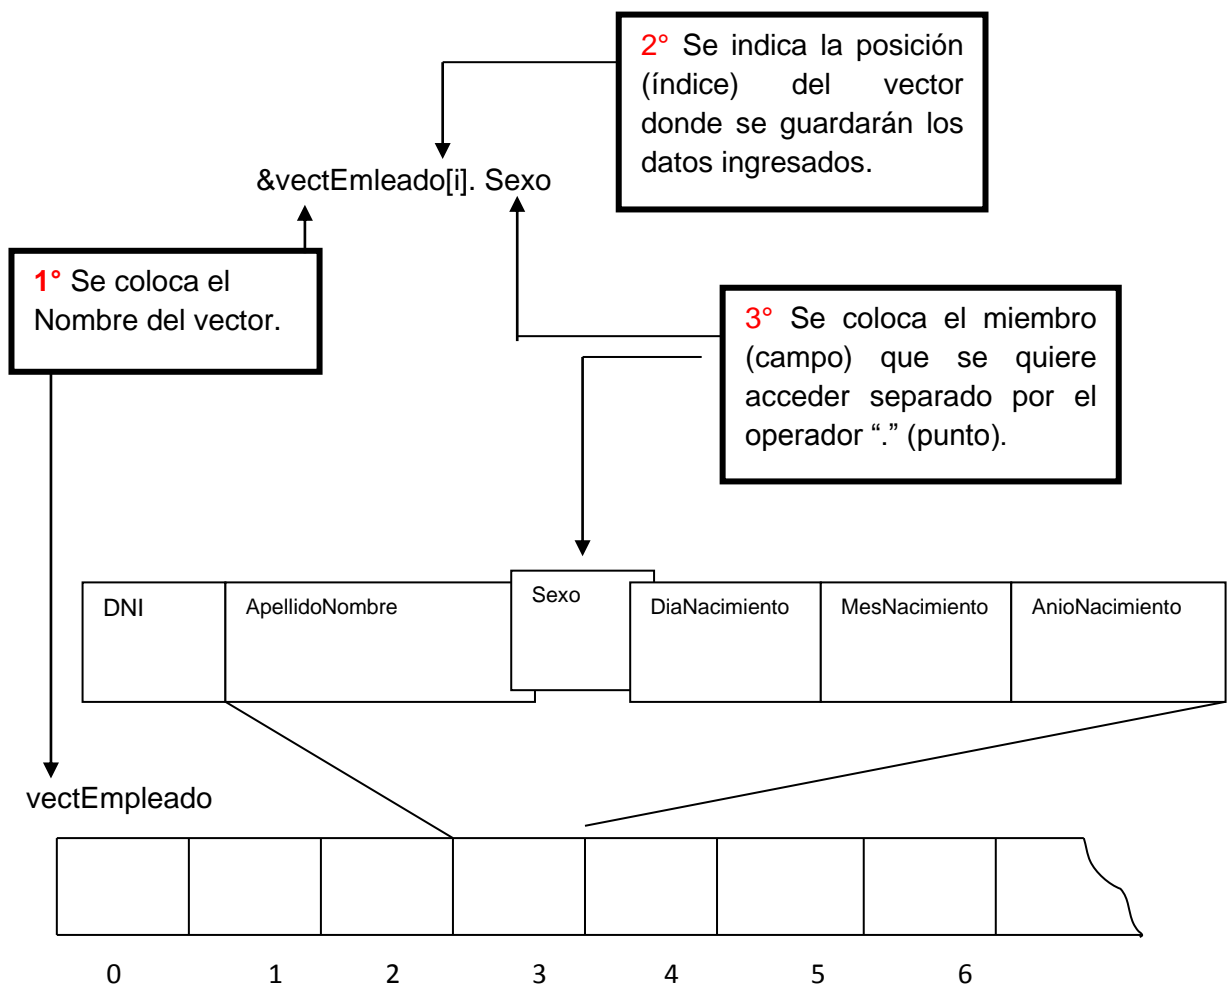 2° Se indica la posición
(índice) del vector
donde se guardarán los
datos ingresados.
&vectEmleado[i]. Sexo
1° Se coloca el
Nombre del vector.
3° Se coloca el miembro
(campo) que se quiere
acceder separado por el
operador “.” (punto).
DNI
ApellidoNombre
Sexo
DiaNacimiento
MesNacimiento
AnioNacimiento
vectEmpleado
0 1 2 3 4 5 6